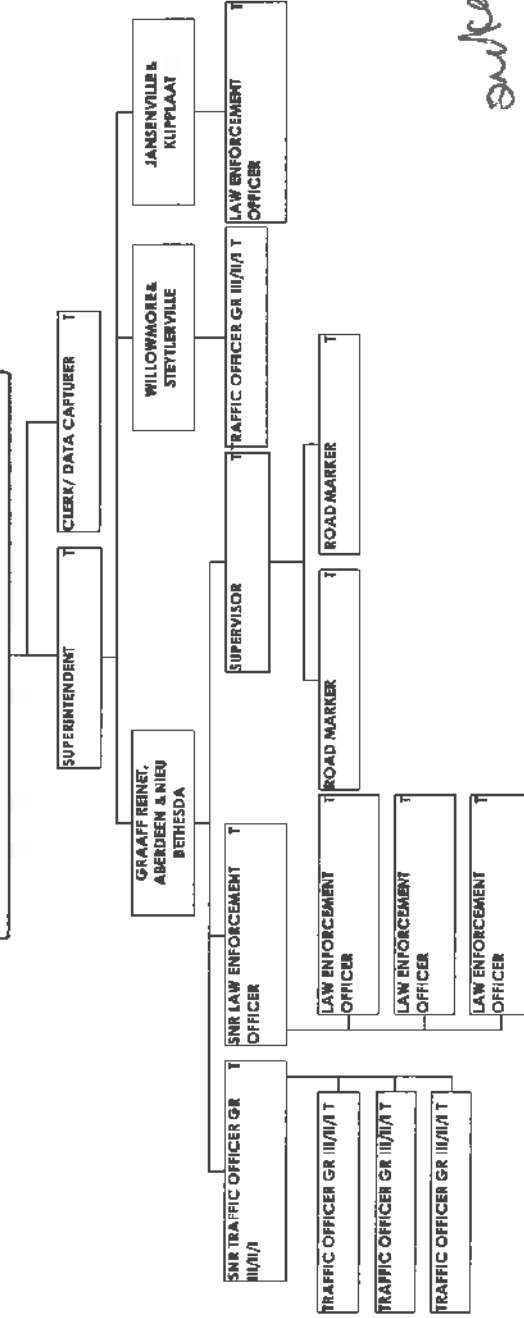 SUPERINTENDENT T
CLERK/ DATA CAPTURER T
GRAAFF REINET,
ABERDEEN & NIEU
BETHESDA
WILLOWMORE &
STEYTLERVILLE
JANSENVILLE &
KLIPPLAAT
SNR TRAFFIC OFFICER GR T
III/II/I
SNR LAW ENFORCEMENT T
OFFICER
SUPERVISOR T
TRAFFIC OFFICER GR III/II/I T
LAW ENFORCEMENT T
OFFICER
TRAFFIC OFFICER GR III/II/I T
TRAFFIC OFFICER GR III/II/I T
TRAFFIC OFFICER GR III/II/I T
LAW ENFORCEMENT T
OFFICER
LAW ENFORCEMENT T
OFFICER
LAW ENFORCEMENT T
OFFICER
ROAD MARKER T
ROAD MARKER T